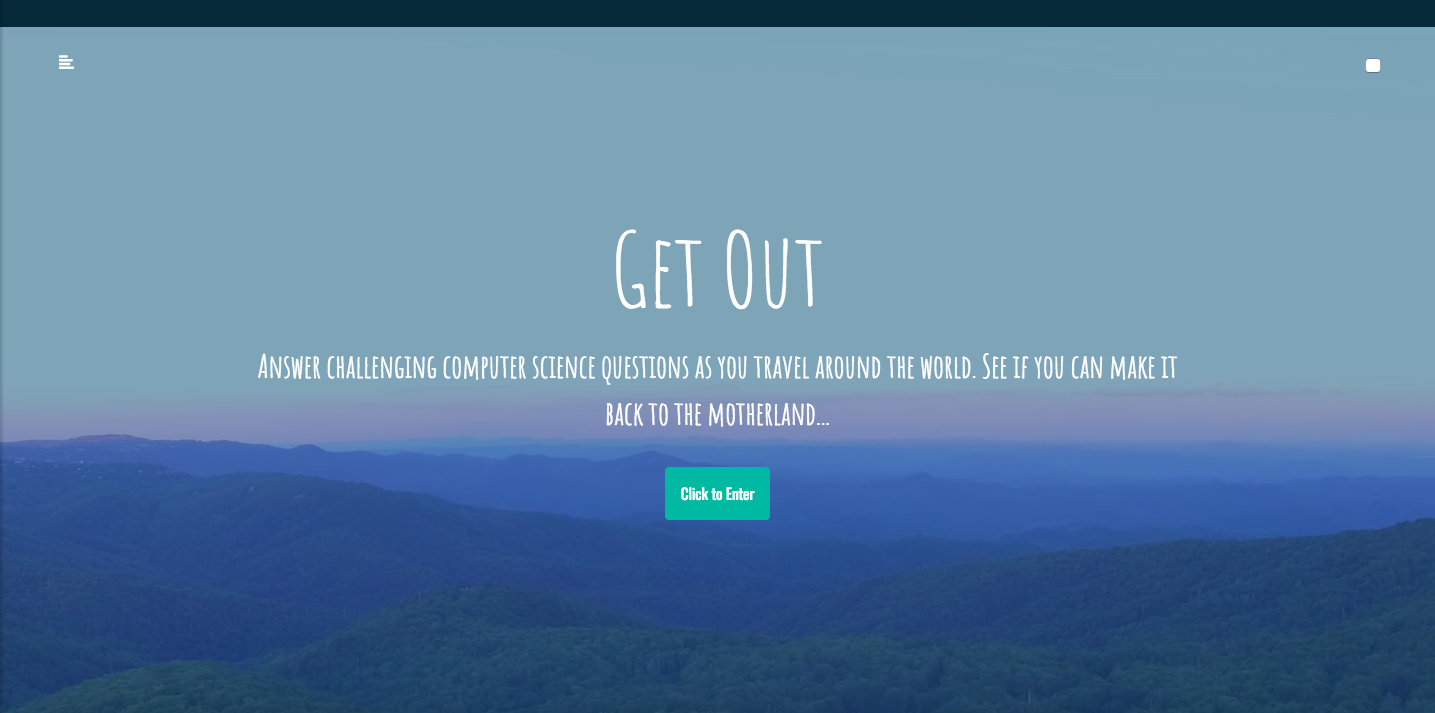 Get Out
Answer challenging computer science questions as you travel around the world. See if you can make it
back to the motherland...
Click to Enter